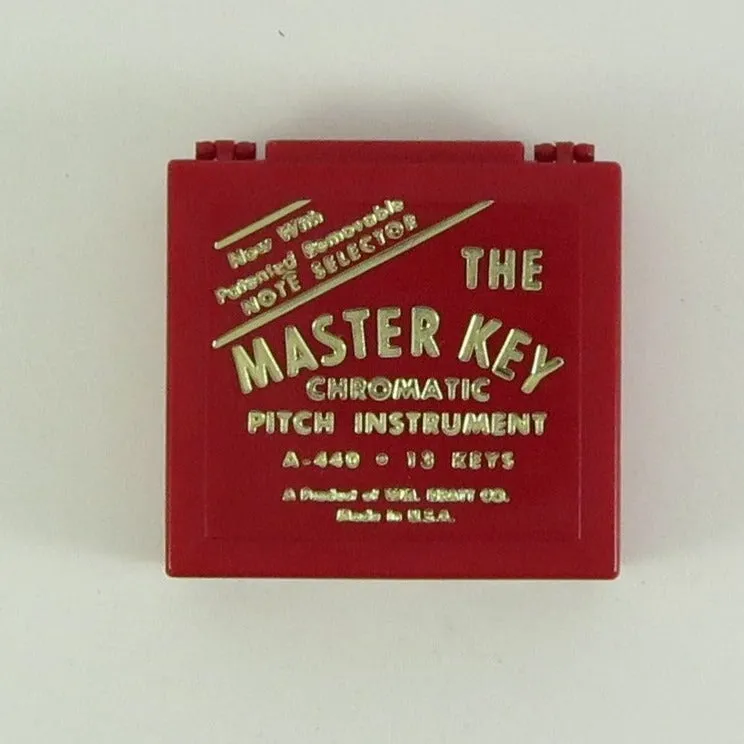 Now With
Patented Removable
NOTE SELECTOR
THE
MASTER KEY
CHROMATIC
PITCH INSTRUMENT
A-440 • 13 KEYS
A Product of WM. KRATT CO.
Made in U.S.A.